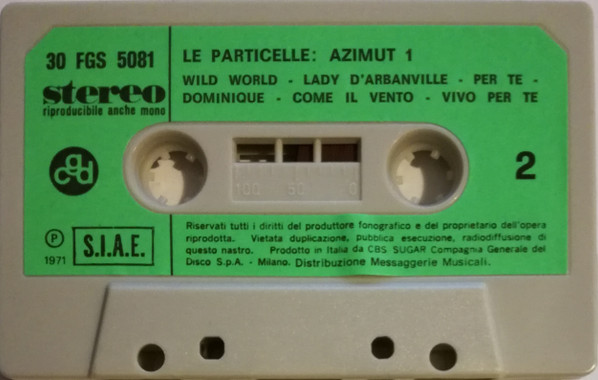 30 FGS 5081
stereo
riproducibile anche mono
LE PARTICELLE: AZIMUT 1
WILD WORLD - LADY D'ARBANVILLE - PER TE -
DOMINIQUE - COME IL VENTO - VIVO PER TE
cgd
100 50 0
2
P
1971
S.I.A.E.
Riservati tutti i diritti del produttore fonografico e del proprietario dell'opera
riprodotta. Vietata duplicazione, pubblica esecuzione, radiodiffusione di
questo nastro. Prodotto in Italia da CBS SUGAR Compagnia Generale del
Disco S.p.A. - Milano. Distribuzione Messaggerie Musicali.